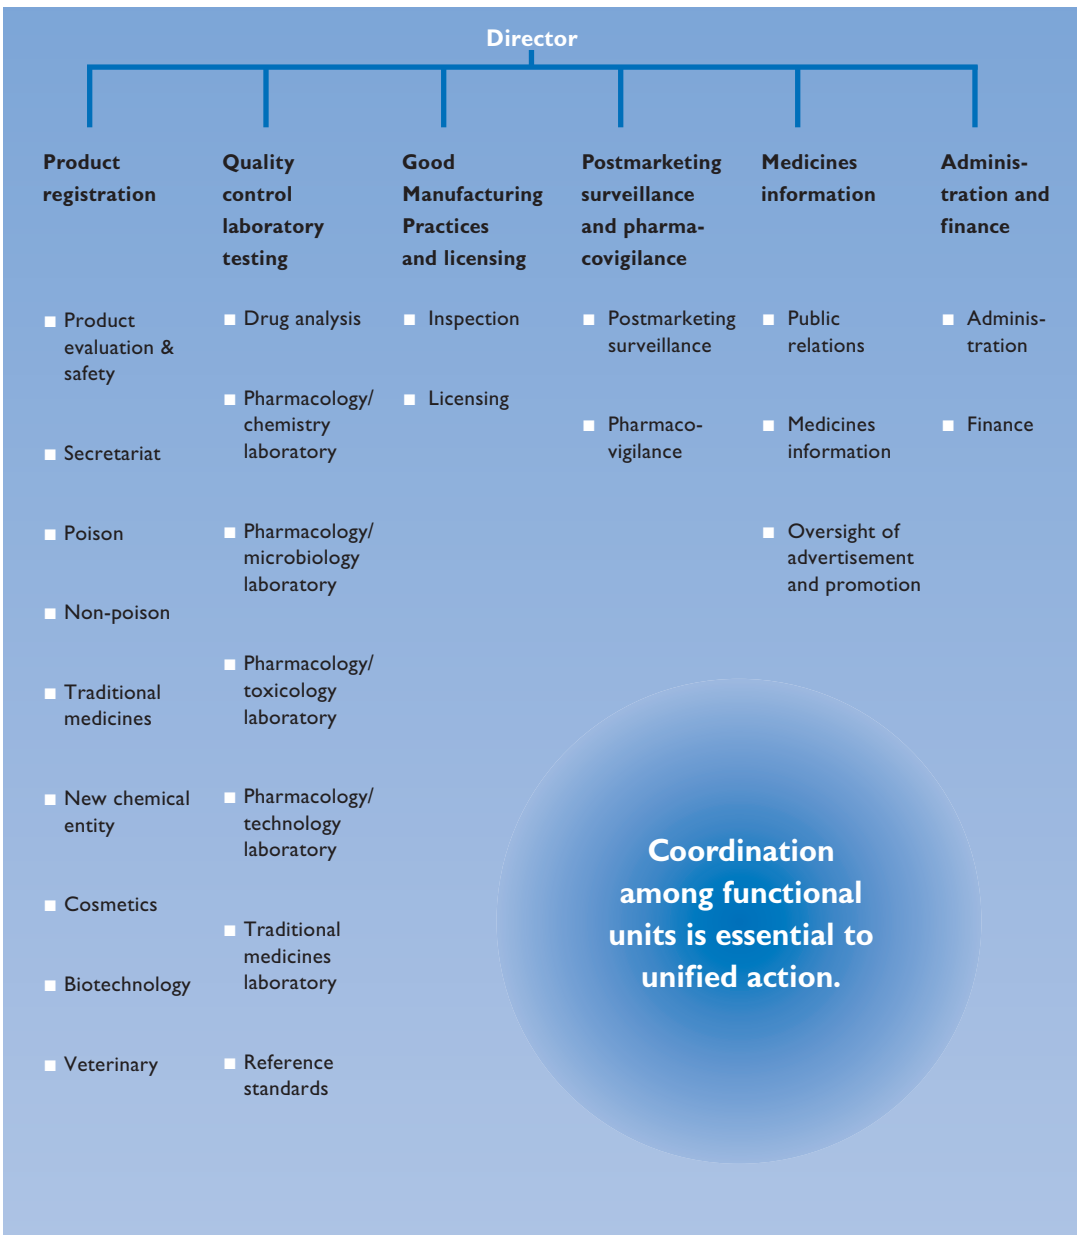 Director
Product
registration
Product
evaluation &
safety
Secretariat
Poison
Non-poison
Traditional
medicines
New chemical
entity
Cosmetics
Biotechnology
Veterinary
Quality
control
laboratory
testing
Drug analysis
Pharmacology/
chemistry
laboratory
Pharmacology/
microbiology
laboratory
Pharmacology/
toxicology
laboratory
Pharmacology/
technology
laboratory
Traditional
medicines
laboratory
Reference
standards
Good
Manufacturing
Practices
and licensing
Inspection
Licensing
Postmarketing
surveillance
and pharma-
covigilance
Postmarketing
surveillance
Pharmaco-
vigilance
Medicines
information
Public
relations
Medicines
information
Oversight of
advertisement
and promotion
Adminis-
tration and
finance
Adminis-
tration
Finance
Coordination
among functional
units is essential to
unified action.